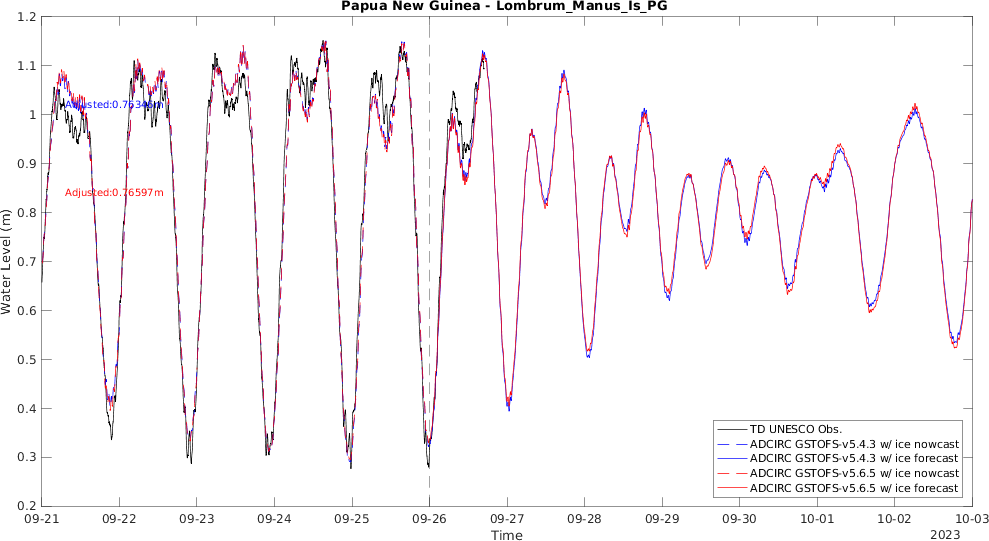 Papua New Guinea - Lombrum_Manus_Is_PG
1.2
1.1
1
0.9
0.8
0.7
0.6
0.5
0.4
0.3
0.2
Water Level (m)
Adjusted:0.76345m
Adjusted:0.76597m
TD UNESCO Obs.
ADCIRC GSTOFS-v5.4.3 w/ ice nowcast
ADCIRC GSTOFS-v5.4.3 w/ ice forecast
ADCIRC GSTOFS-v5.6.5 w/ ice nowcast
ADCIRC GSTOFS-v5.6.5 w/ ice forecast
09-21 09-22 09-23 09-24 09-25 09-26 09-27 09-28 09-29 09-30 10-01 10-02 10-03
Time
2023